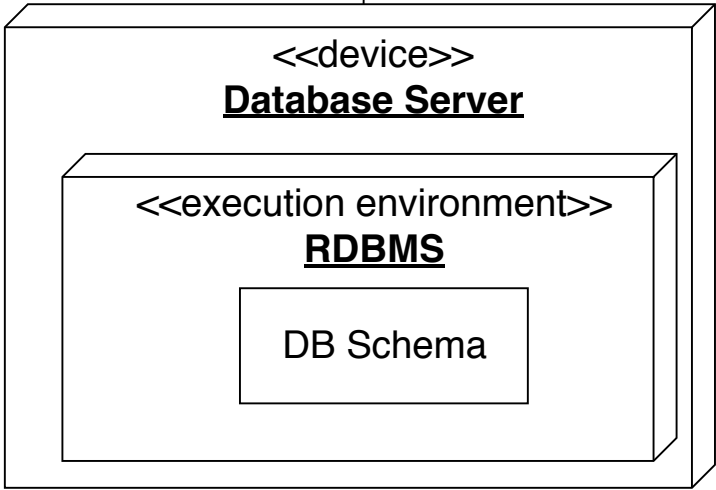 <<device>>
Database Server
<<execution environment>>
RDBMS
DB Schema